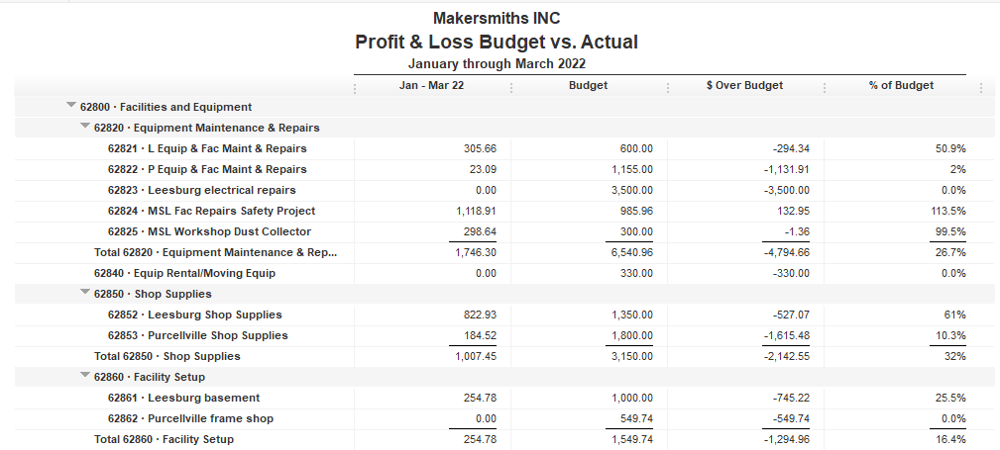 Makersmiths INC
Profit & Loss Budget vs. Actual
January through March 2022
Jan - Mar 22 Budget $ Over Budget % of Budget
62800 · Facilities and Equipment
62820 · Equipment Maintenance & Repairs
62821 · L Equip & Fac Maint & Repairs 305.66 600.00 -294.34 50.9%
62822 · P Equip & Fac Maint & Repairs 23.09 1,155.00 -1,131.91 2%
62823 · Leesburg electrical repairs 0.00 3,500.00 -3,500.00 0.0%
62824 · MSL Fac Repairs Safety Project 1,118.91 985.96 132.95 113.5%
62825 · MSL Workshop Dust Collector 298.64 300.00 -1.36 99.5%
Total 62820 · Equipment Maintenance & Rep... 1,746.30 6,540.96 -4,794.66 26.7%
62840 · Equip Rental/Moving Equip 0.00 330.00 -330.00 0.0%
62850 · Shop Supplies
62852 · Leesburg Shop Supplies 822.93 1,350.00 -527.07 61%
62853 · Purcellville Shop Supplies 184.52 1,800.00 -1,615.48 10.3%
Total 62850 · Shop Supplies 1,007.45 3,150.00 -2,142.55 32%
62860 · Facility Setup
62861 · Leesburg basement 254.78 1,000.00 -745.22 25.5%
62862 · Purcellville frame shop 0.00 549.74 -549.74 0.0%
Total 62860 · Facility Setup 254.78 1,549.74 -1,294.96 16.4%